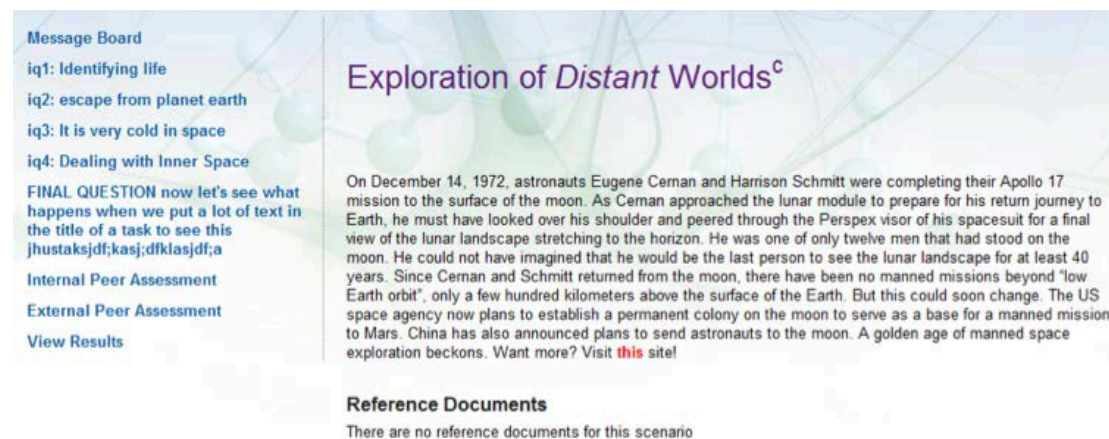 Message Board
iq1: Identifying life
iq2: escape from planet earth
iq3: It is very cold in space
iq4: Dealing with Inner Space
FINAL QUESTION now let's see what
happens when we put a lot of text in
the title of a task to see this
jhustaksjdf;kasj;dfklasjdf;a
Internal Peer Assessment
External Peer Assessment
View Results
Exploration of Distant Worldsᶜ
On December 14, 1972, astronauts Eugene Cernan and Harrison Schmitt were completing their Apollo 17
mission to the surface of the moon. As Cernan approached the lunar module to prepare for his return journey to
Earth, he must have looked over his shoulder and peered through the Perspex visor of his spacesuit for a final
view of the lunar landscape stretching to the horizon. He was one of only twelve men that had stood on the
moon. He could not have imagined that he would be the last person to see the lunar landscape for at least 40
years. Since Cernan and Schmitt returned from the moon, there have been no manned missions beyond "low
Earth orbit", only a few hundred kilometers above the surface of the Earth. But this could soon change. The US
space agency now plans to establish a permanent colony on the moon to serve as a base for a manned mission
to Mars. China has also announced plans to send astronauts to the moon. A golden age of manned space
exploration beckons. Want more? Visit this site!
Reference Documents
There are no reference documents for this scenario